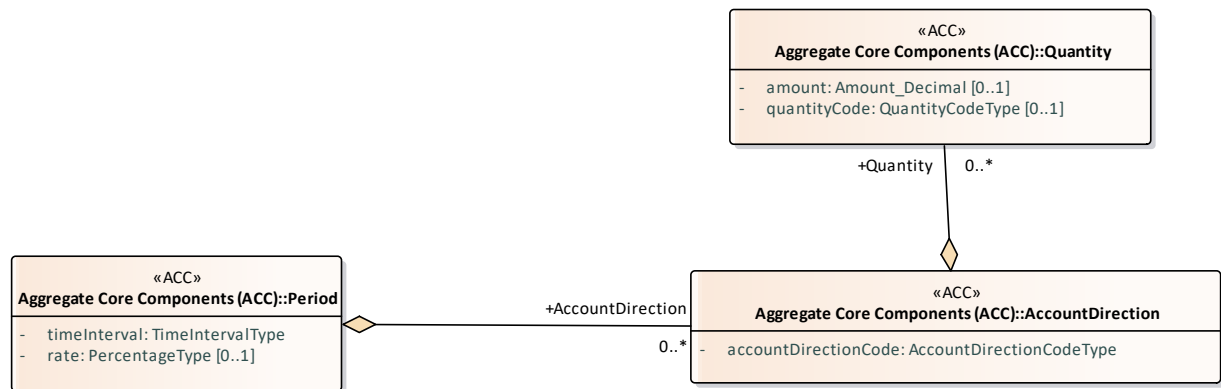 «ACC»
Aggregate Core Components (ACC)::Quantity
- amount: Amount_Decimal [0..1]
- quantityCode: QuantityCodeType [0..1]
+Quantity 0..*
«ACC»
Aggregate Core Components (ACC)::Period
- timeInterval: TimeIntervalType
- rate: PercentageType [0..1]
+AccountDirection
0..*
«ACC»
Aggregate Core Components (ACC)::AccountDirection
- accountDirectionCode: AccountDirectionCodeType